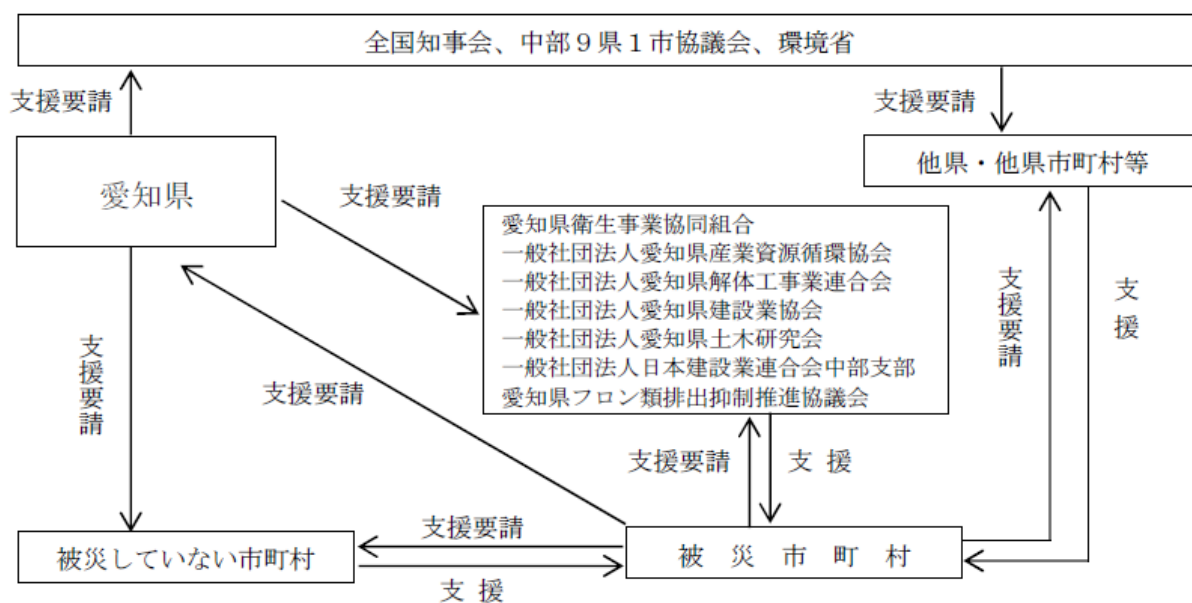 全国知事会、中部９県１市協議会、環境省
支援要請
支援要請
愛知県
他県・他県市町村等
支援要請
愛知県衛生事業協同組合
一般社団法人愛知県産業資源循環協会
一般社団法人愛知県解体工事業連合会
一般社団法人愛知県建設業協会
一般社団法人愛知県土木研究会
一般社団法人日本建設業連合会中部支部
愛知県フロン類排出抑制推進協議会
支援要請
支援要請
支援要請
支援
支援要請
支 援
支援要請
被災していない市町村
被 災 市 町 村
支 援